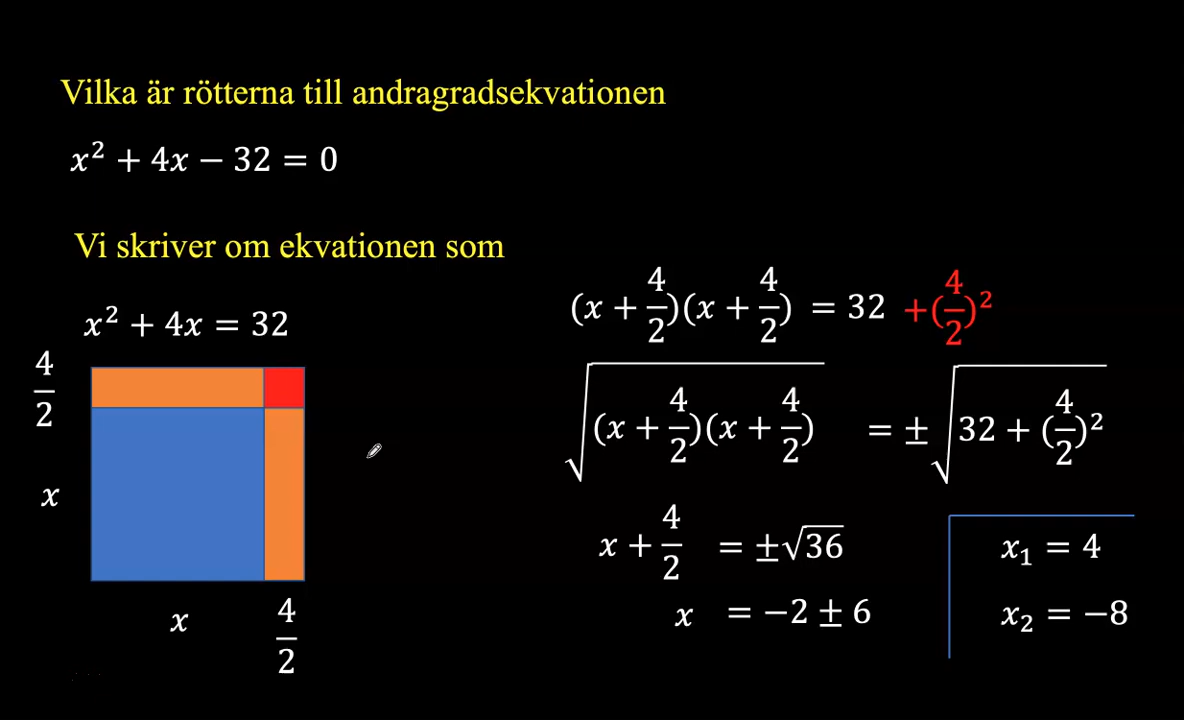 Vilka är rötterna till andragradsekvationen
x² + 4x − 32 = 0
Vi skriver om ekvationen som
x² + 4x = 32
4/2
x
x
4/2
(x + 4/2)(x + 4/2) = 32 +(4/2)²
√((x + 4/2)(x + 4/2)) = ± √(32 + (4/2)²)
x + 4/2 = ±√36
x = −2 ± 6
x₁ = 4
x₂ = −8